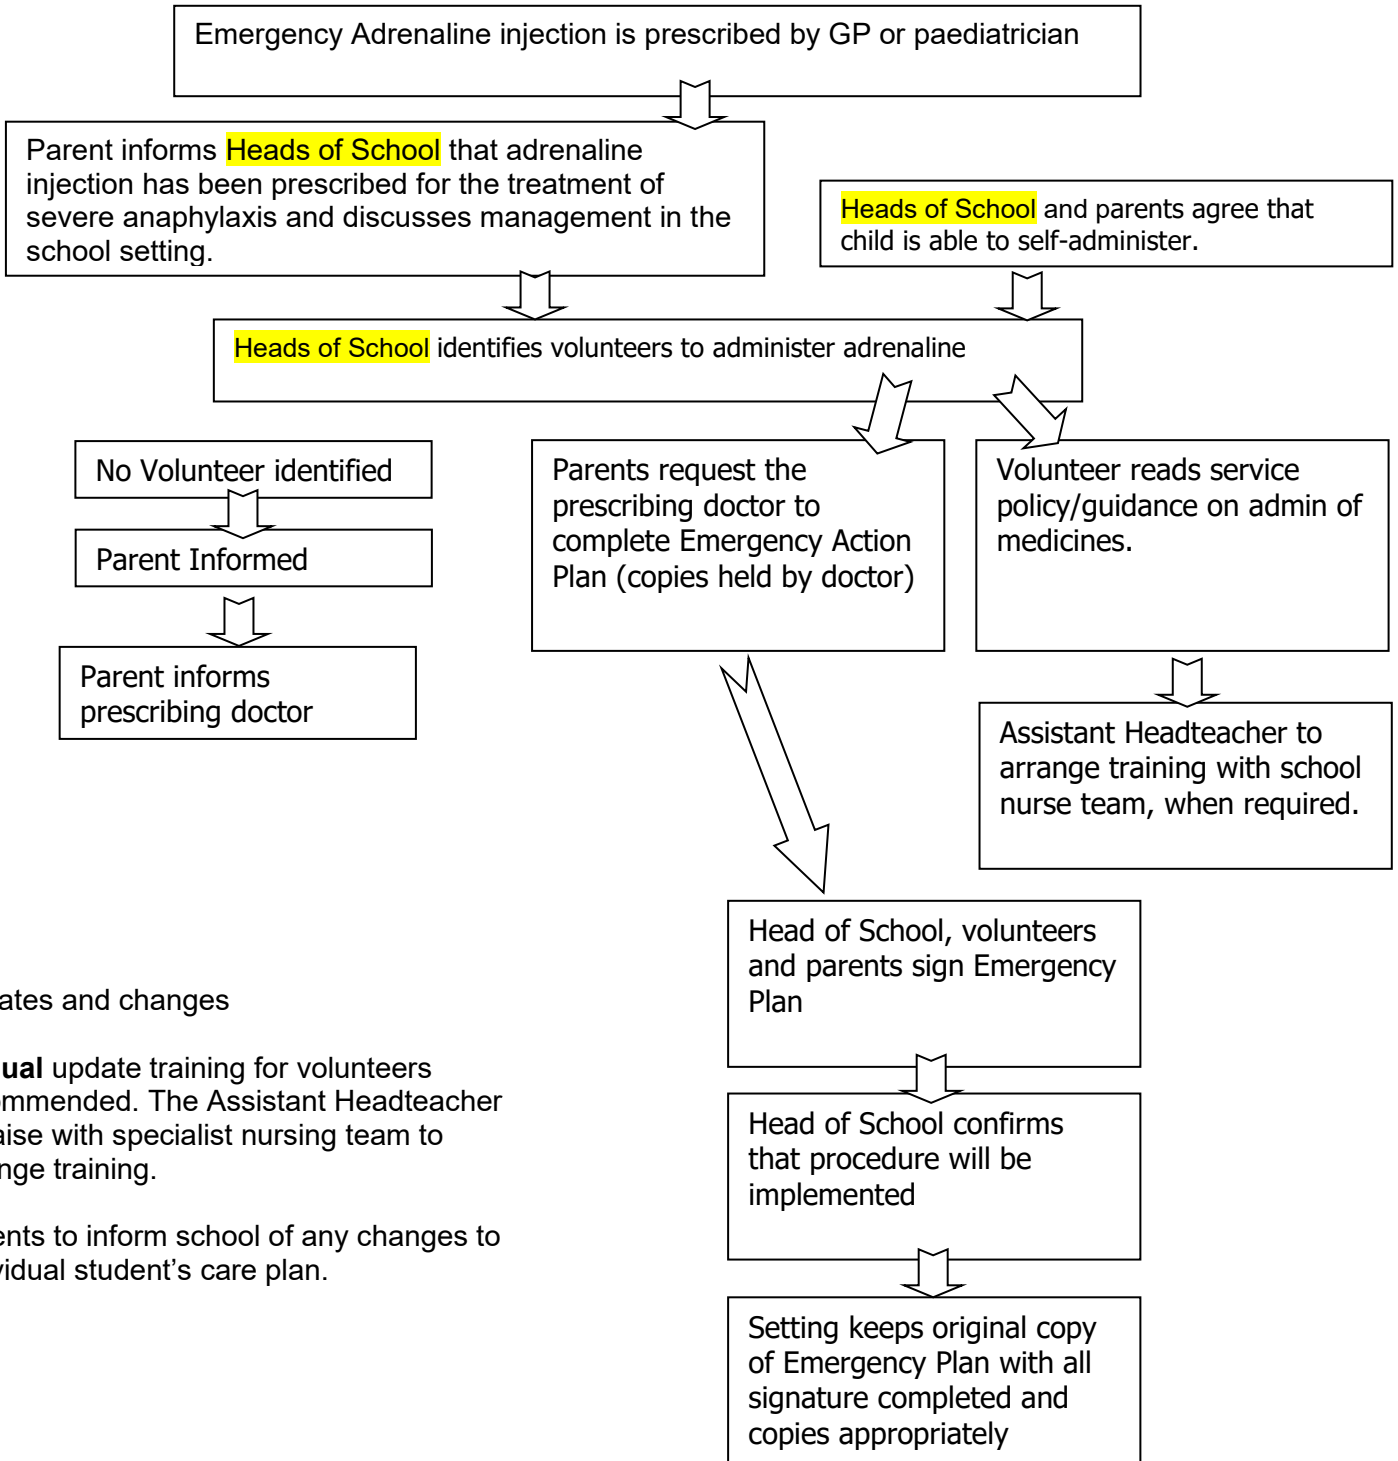 Emergency Adrenaline injection is prescribed by GP or paediatrician
Parent informs Heads of School that adrenaline
injection has been prescribed for the treatment of
severe anaphylaxis and discusses management in the
school setting.
Heads of School and parents agree that
child is able to self-administer.
Heads of School identifies volunteers to administer adrenaline
No Volunteer identified
Parent Informed
Parent informs
prescribing doctor
Parents request the
prescribing doctor to
complete Emergency Action
Plan (copies held by doctor)
Volunteer reads service
policy/guidance on admin of
medicines.
Assistant Headteacher to
arrange training with school
nurse team, when required.
Head of School, volunteers
and parents sign Emergency
Plan
Head of School confirms
that procedure will be
implemented
Setting keeps original copy
of Emergency Plan with all
signature completed and
copies appropriately
ates and changes
ual update training for volunteers
ommended. The Assistant Headteacher
aise with specialist nursing team to
nge training.
ents to inform school of any changes to
vidual student's care plan.